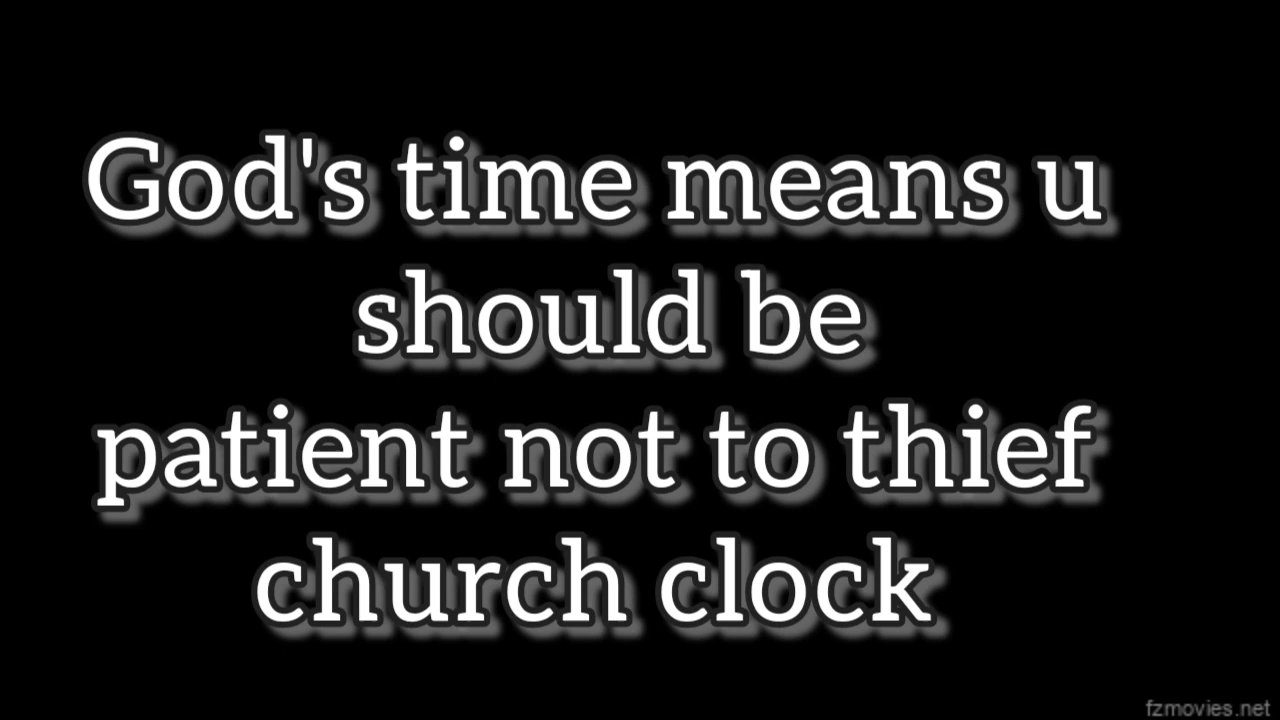 God's time means u
should be
patient not to thief
church clock
fzmovies.net